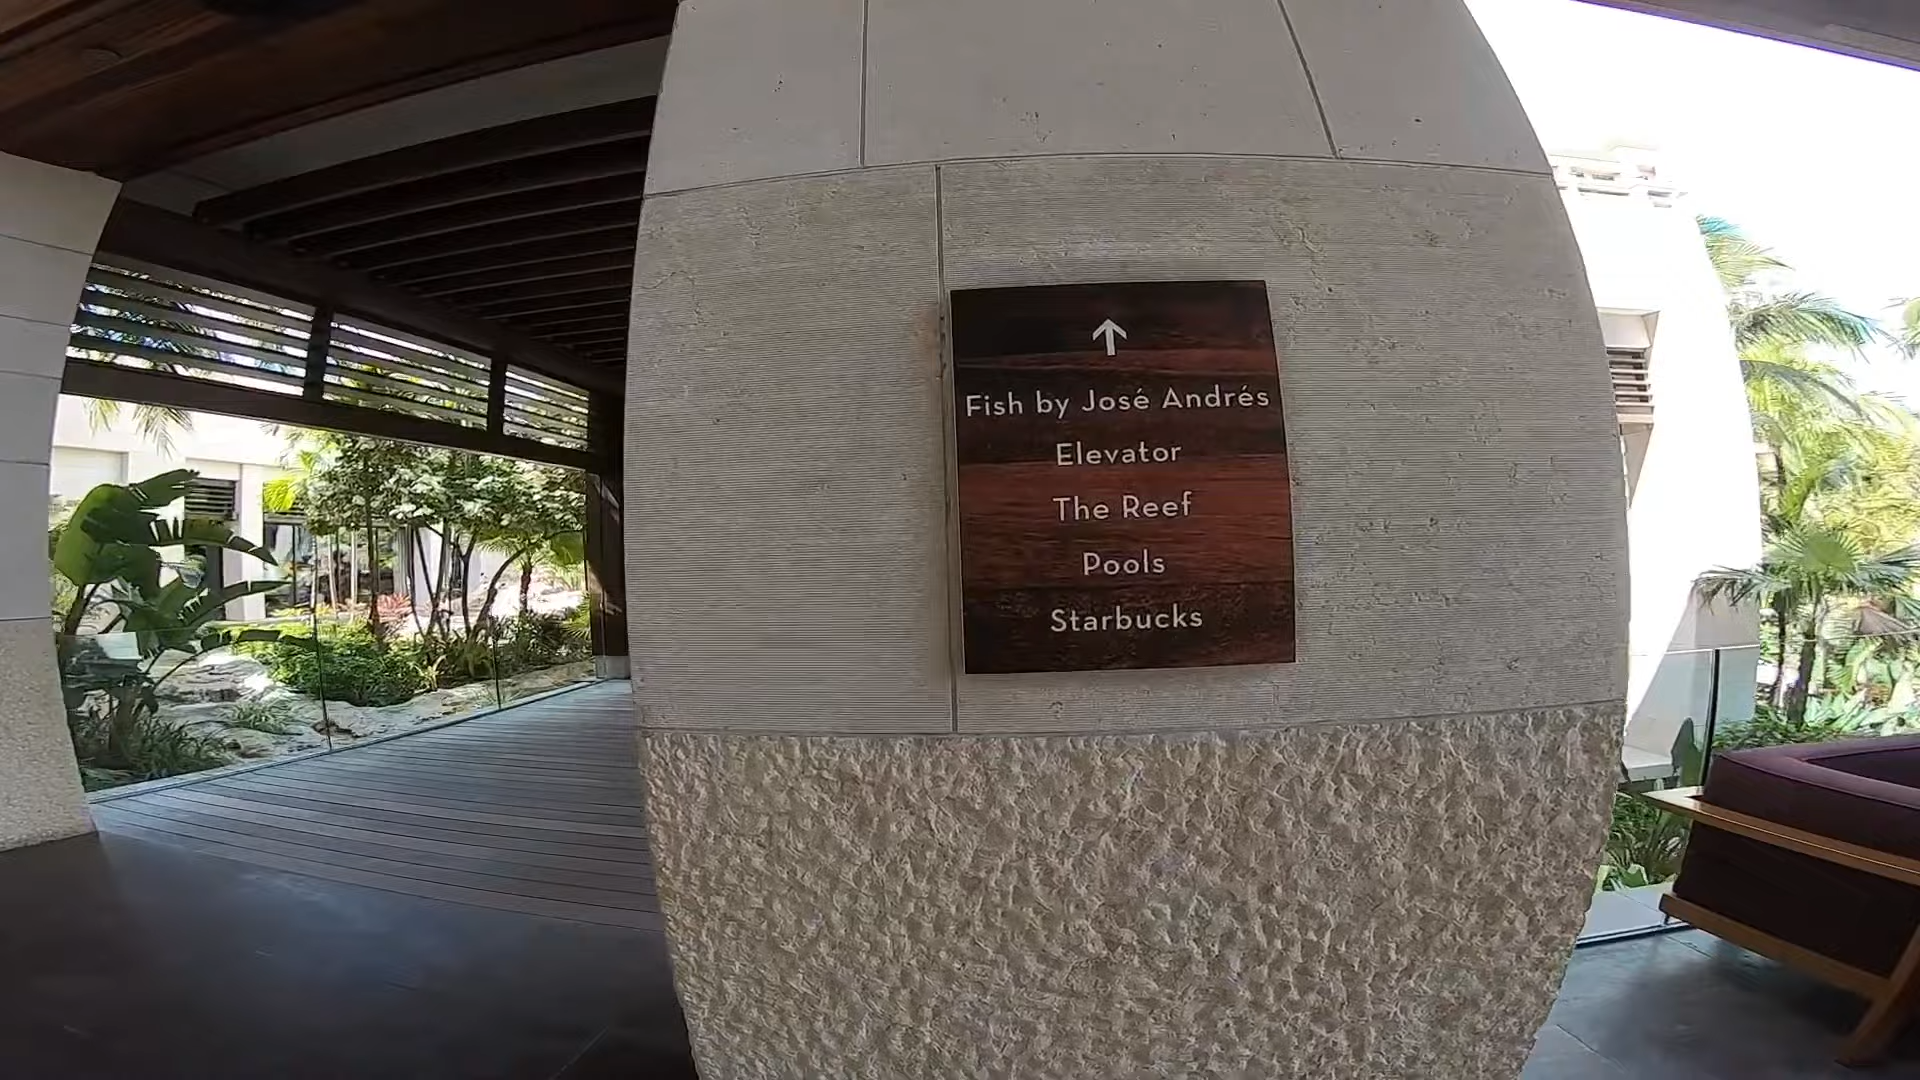 ↑
Fish by José Andrés
Elevator
The Reef
Pools
Starbucks